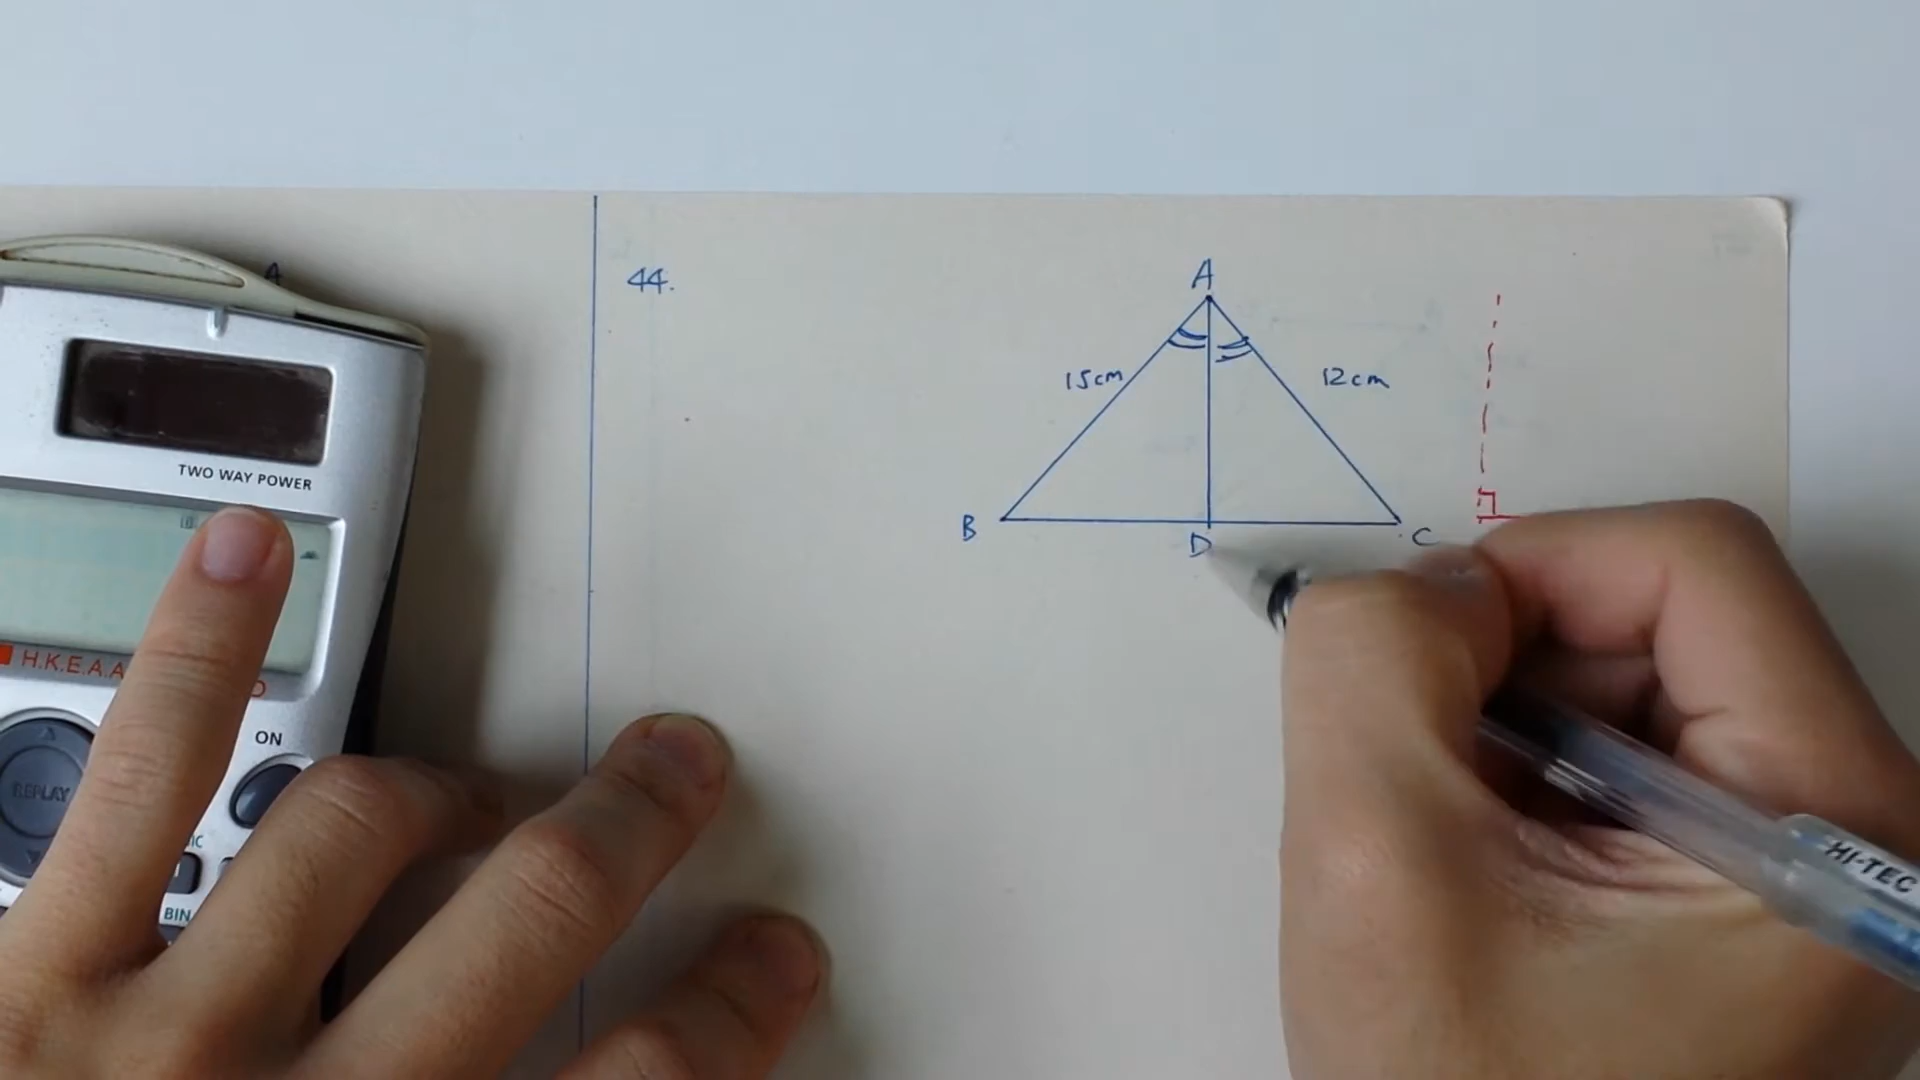 44.
A
15cm
12cm
B
D
C
A
TWO WAY POWER
H.K.E.A.A
ON
REPLAY
BIN
HI-TEC